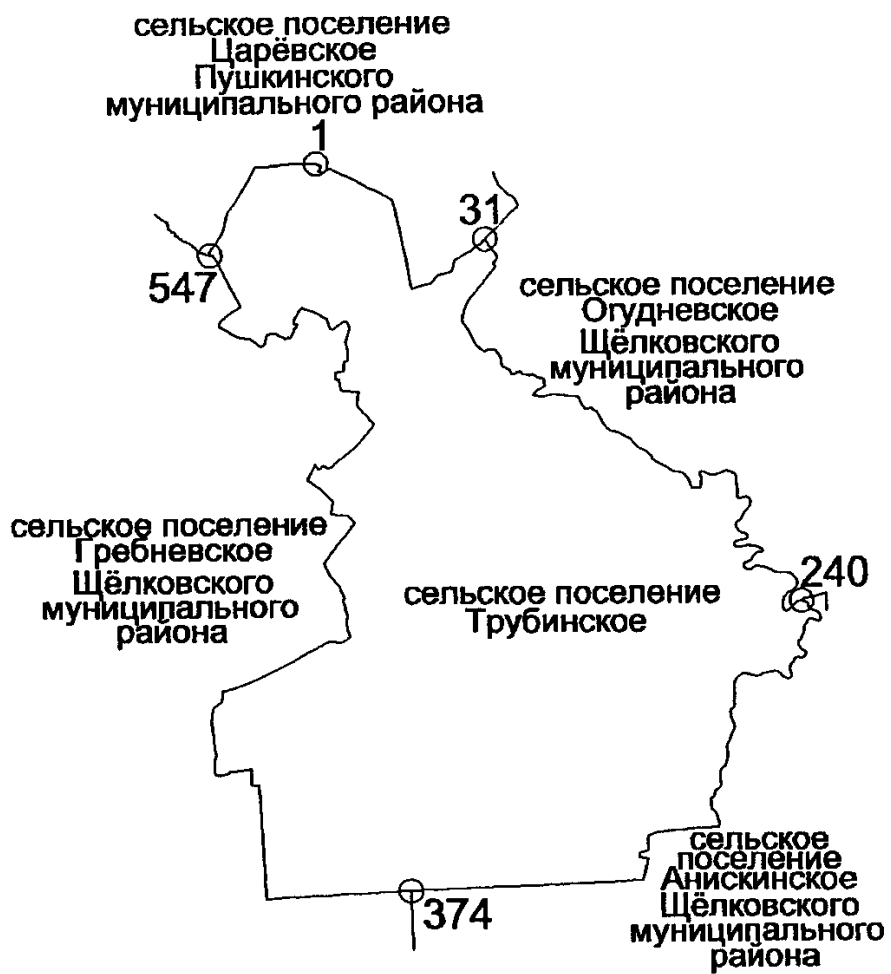 сельское поселение
Царёвское
Пушкинского
муниципального района
1
31
547
сельское поселение
Огудневское
Щёлковского
муниципального
района
сельское поселение
Гребневское
Щёлковского
муниципального
района
сельское поселение
Трубинское
240
374
сельское
поселение
Анискинское
Щёлковского
муниципального
района